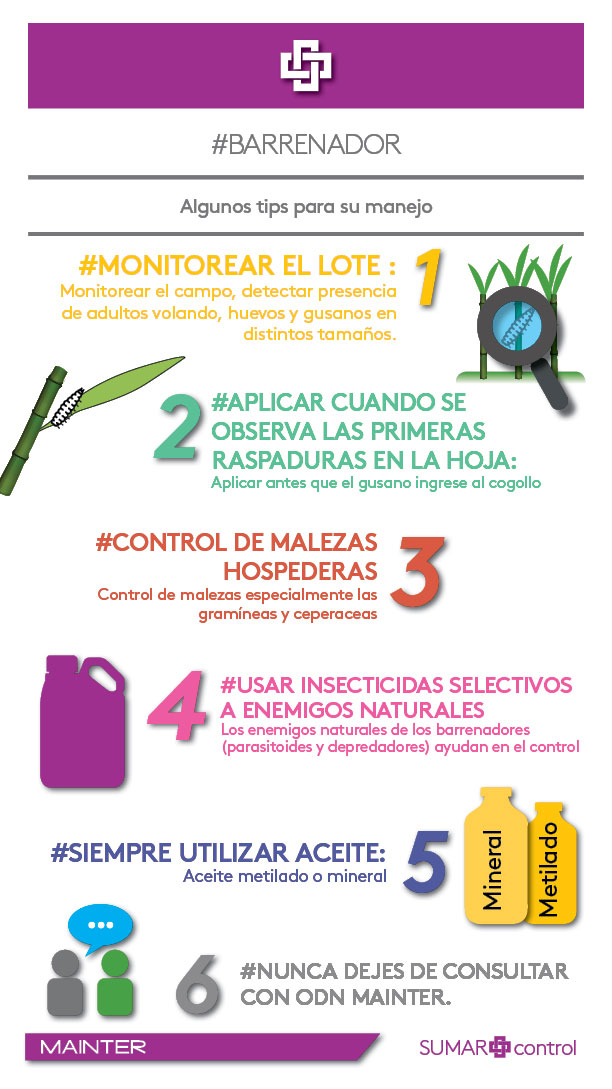 #BARRENADOR
Algunos tips para su manejo
#MONITOREAR EL LOTE :
Monitorear el campo, detectar presencia
de adultos volando, huevos y gusanos en
distintos tamaños.
1
2
#APLICAR CUANDO SE
OBSERVA LAS PRIMERAS
RASPADURAS EN LA HOJA:
Aplicar antes que el gusano ingrese al cogollo
#CONTROL DE MALEZAS
HOSPEDERAS
Control de malezas especialmente las
gramíneas y ceperaceas
3
4
#USAR INSECTICIDAS SELECTIVOS
A ENEMIGOS NATURALES
Los enemigos naturales de los barrenadores
(parasitoides y depredadores) ayudan en el control
#SIEMPRE UTILIZAR ACEITE:
Aceite metilado o mineral
5
Mineral
Metilado
6
#NUNCA DEJES DE CONSULTAR
CON ODN MAINTER.
MAINTER
SUMAR control